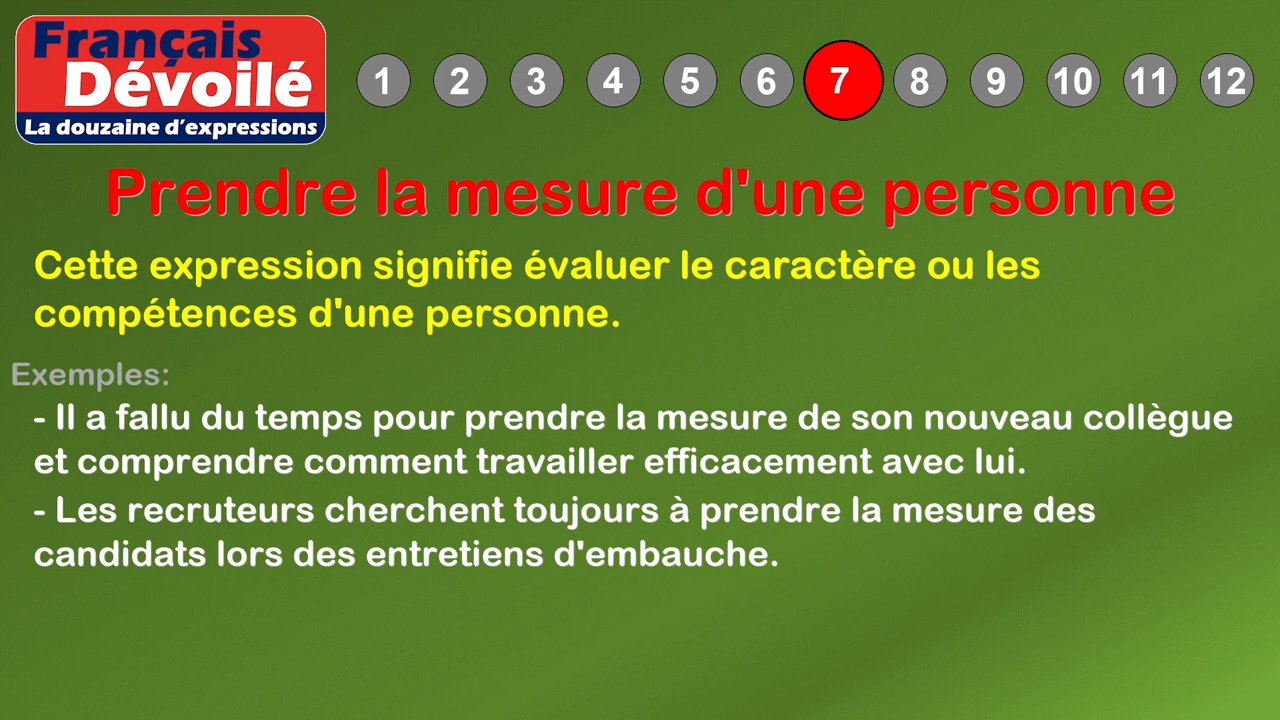 Français
Dévoilé
La douzaine d'expressions
1 2 3 4 5 6 7 8 9 10 11 12
Prendre la mesure d'une personne
Cette expression signifie évaluer le caractère ou les
compétences d'une personne.
Exemples:
- Il a fallu du temps pour prendre la mesure de son nouveau collègue
et comprendre comment travailler efficacement avec lui.
- Les recruteurs cherchent toujours à prendre la mesure des
candidats lors des entretiens d'embauche.